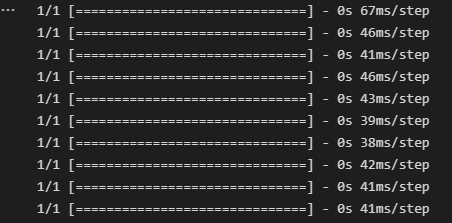 ... 1/1 [==============================] - 0s 67ms/step
1/1 [==============================] - 0s 46ms/step
1/1 [==============================] - 0s 41ms/step
1/1 [==============================] - 0s 46ms/step
1/1 [==============================] - 0s 43ms/step
1/1 [==============================] - 0s 39ms/step
1/1 [==============================] - 0s 38ms/step
1/1 [==============================] - 0s 42ms/step
1/1 [==============================] - 0s 41ms/step
1/1 [==============================] - 0s 41ms/step